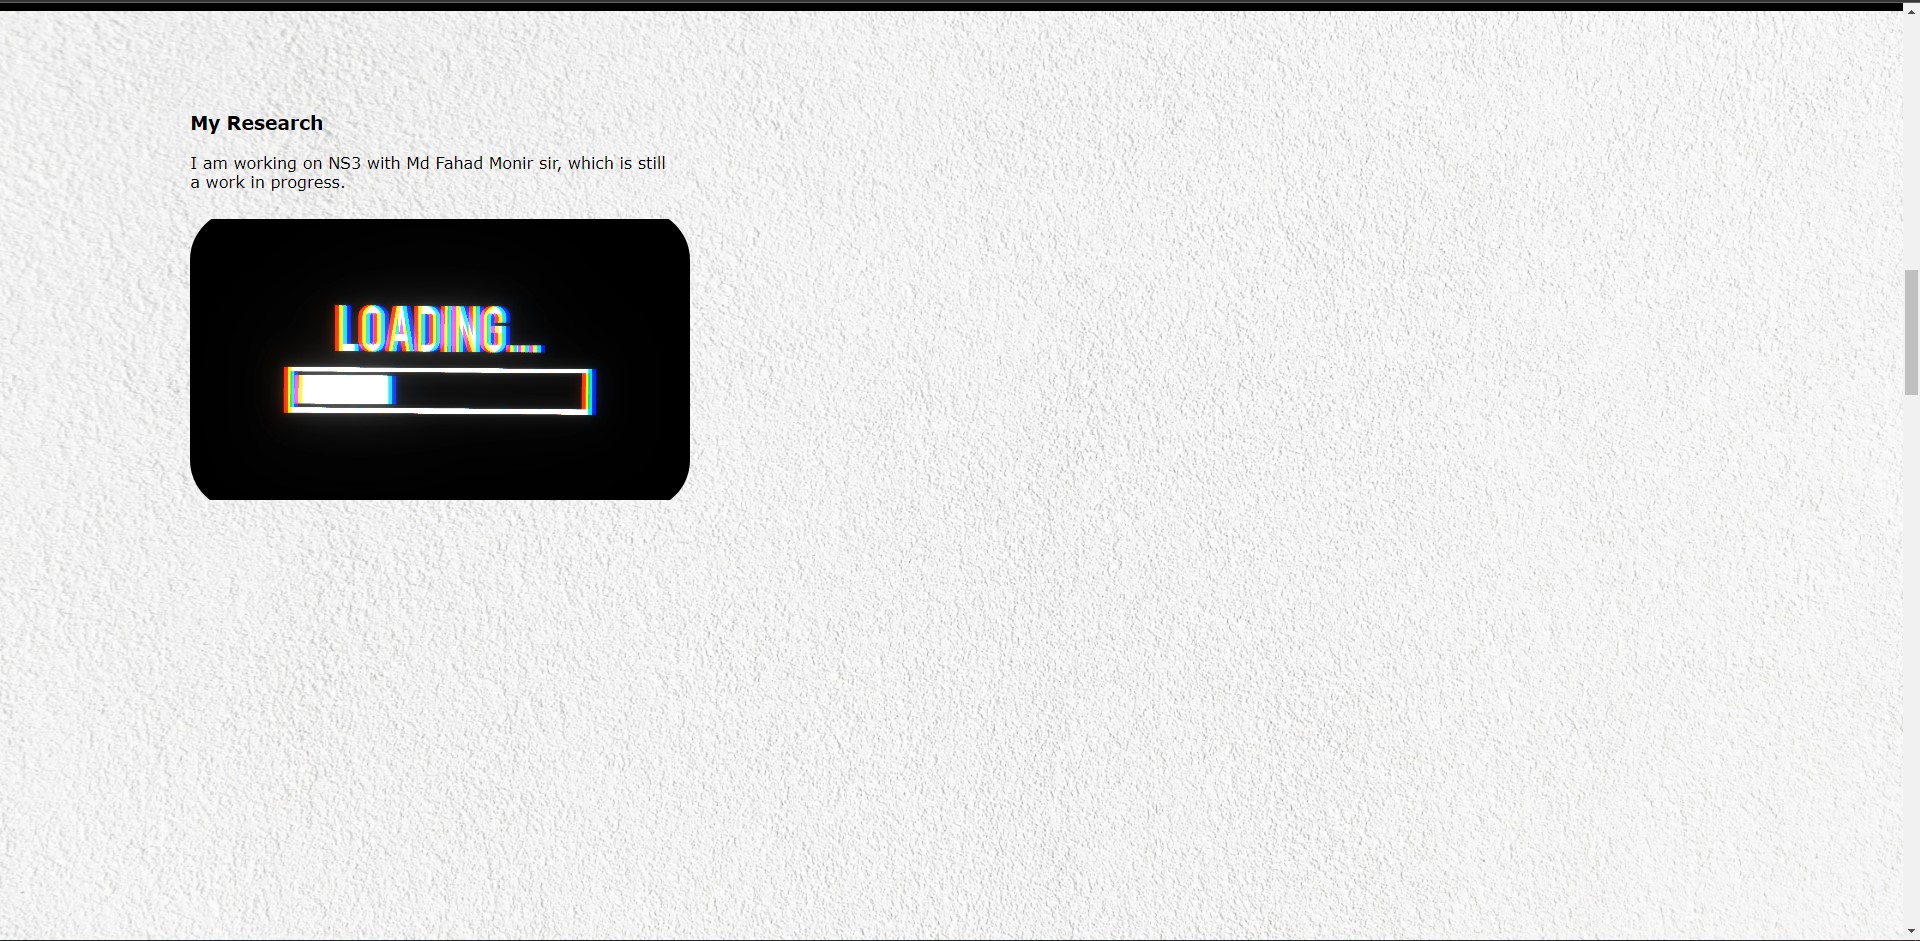 My Research
I am working on NS3 with Md Fahad Monir sir, which is still
a work in progress.
LOADING...